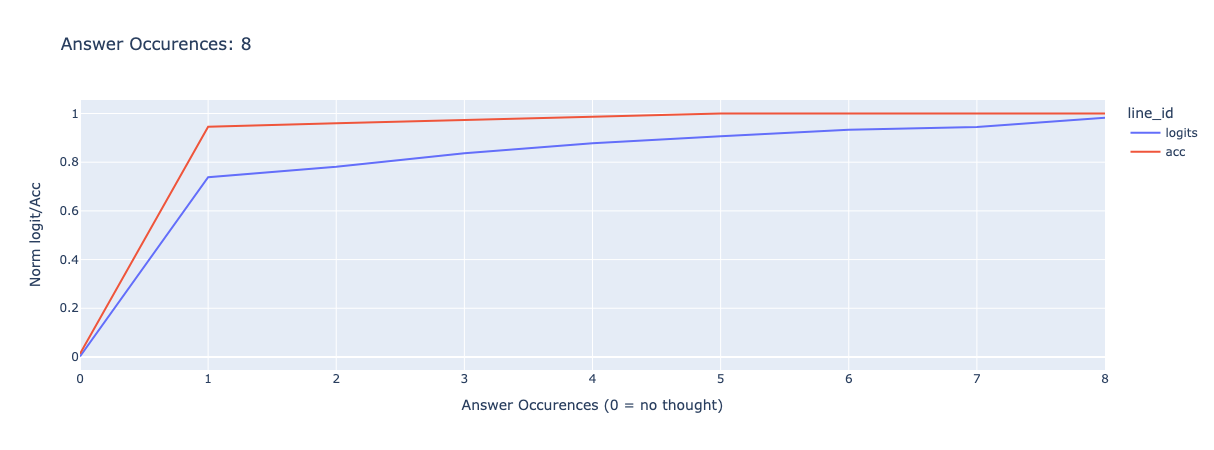 Answer Occurences: 8
line_id
logits
acc
Norm logit/Acc
1
0.8
0.6
0.4
0.2
0
0 1 2 3 4 5 6 7 8
Answer Occurences (0 = no thought)